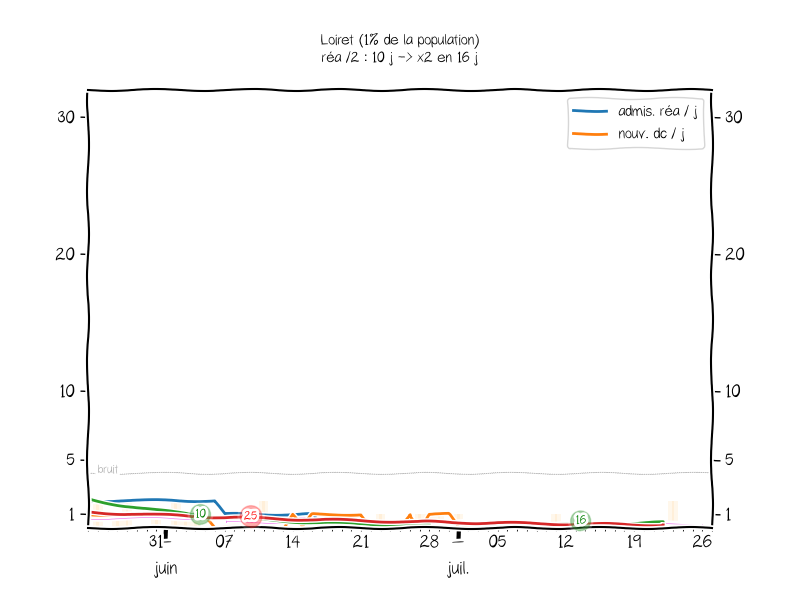 Loiret (1% de la population)
réa /2 : 10 j -> x2 en 16 j
30 30
admis. réa / j
nouv. dc / j
20 20
10 10
5 5
bruit
1 1
10 25 16
31 07 14 21 28 05 12 19 26
juin juil.